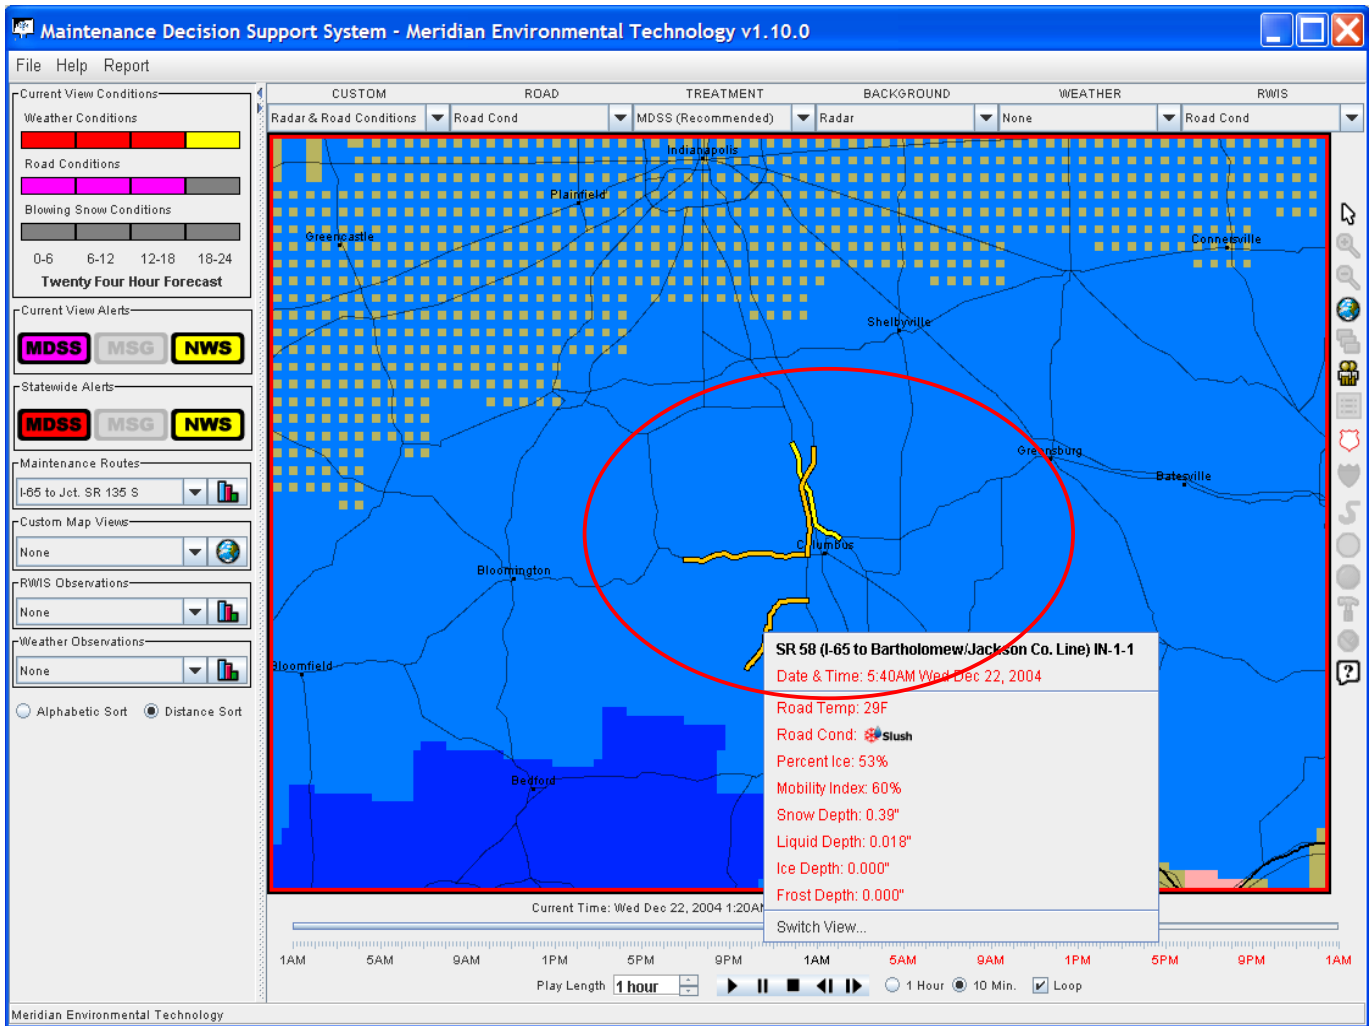 Maintenance Decision Support System - Meridian Environmental Technology v1.10.0
File Help Report
Current View Conditions
Weather Conditions
Road Conditions
Blowing Snow Conditions
0-6 6-12 12-18 18-24
Twenty Four Hour Forecast
Current View Alerts
MDSS MSG NWS
Statewide Alerts
MDSS MSG NWS
Maintenance Routes
I-65 to Jct. SR 135 S
Custom Map Views
None
RWIS Observations
None
Weather Observations
None
Alphabetic Sort Distance Sort
CUSTOM ROAD TREATMENT BACKGROUND WEATHER RWIS
Radar & Road Conditions Road Cond MDSS (Recommended) Radar None Road Cond
Indianapolis
Plainfield
Greencastle
Connersville
Shelbyville
Greensburg
Batesville
Columbus
Bloomington
Bloomfield
Bedford
SR 58 (I-65 to Bartholomew/Jackson Co. Line) IN-1-1
Date & Time: 5:40AM Wed Dec 22, 2004
Road Temp: 29F
Road Cond: Slush
Percent Ice: 53%
Mobility Index: 60%
Snow Depth: 0.39"
Liquid Depth: 0.018"
Ice Depth: 0.000"
Frost Depth: 0.000"
Switch View...
Current Time: Wed Dec 22, 2004 1:20AM
1AM 5AM 9AM 1PM 5PM 9PM 1AM 5AM 9AM 1PM 5PM 9PM 1AM
Play Length 1 hour 1 Hour 10 Min. Loop
Meridian Environmental Technology